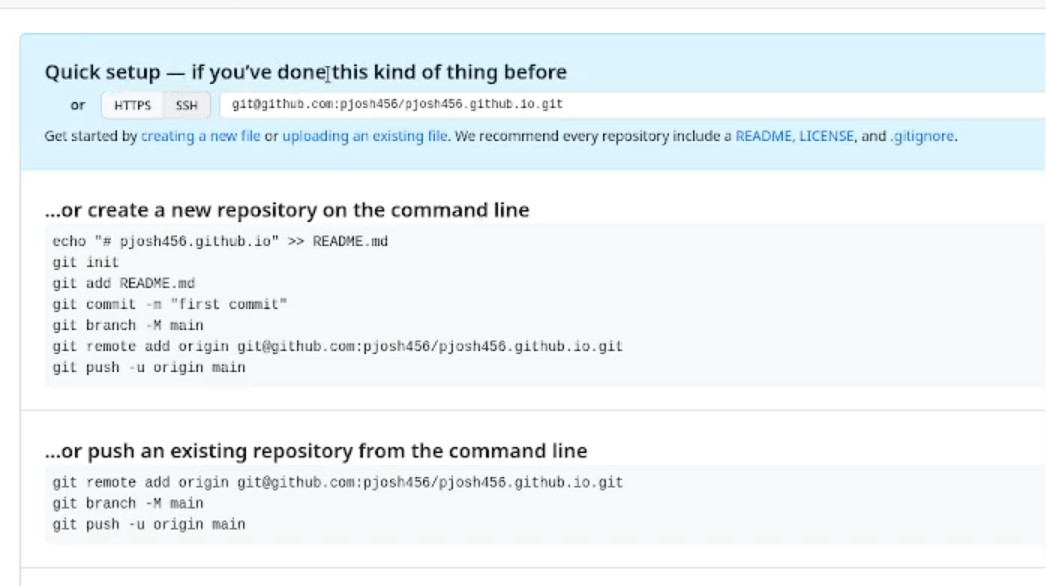 Quick setup — if you've done this kind of thing before
or HTTPS SSH git@github.com:pjosh456/pjosh456.github.io.git
Get started by creating a new file or uploading an existing file. We recommend every repository include a README, LICENSE, and .gitignore.
...or create a new repository on the command line
echo "# pjosh456.github.io" >> README.md
git init
git add README.md
git commit -m "first commit"
git branch -M main
git remote add origin git@github.com:pjosh456/pjosh456.github.io.git
git push -u origin main
...or push an existing repository from the command line
git remote add origin git@github.com:pjosh456/pjosh456.github.io.git
git branch -M main
git push -u origin main